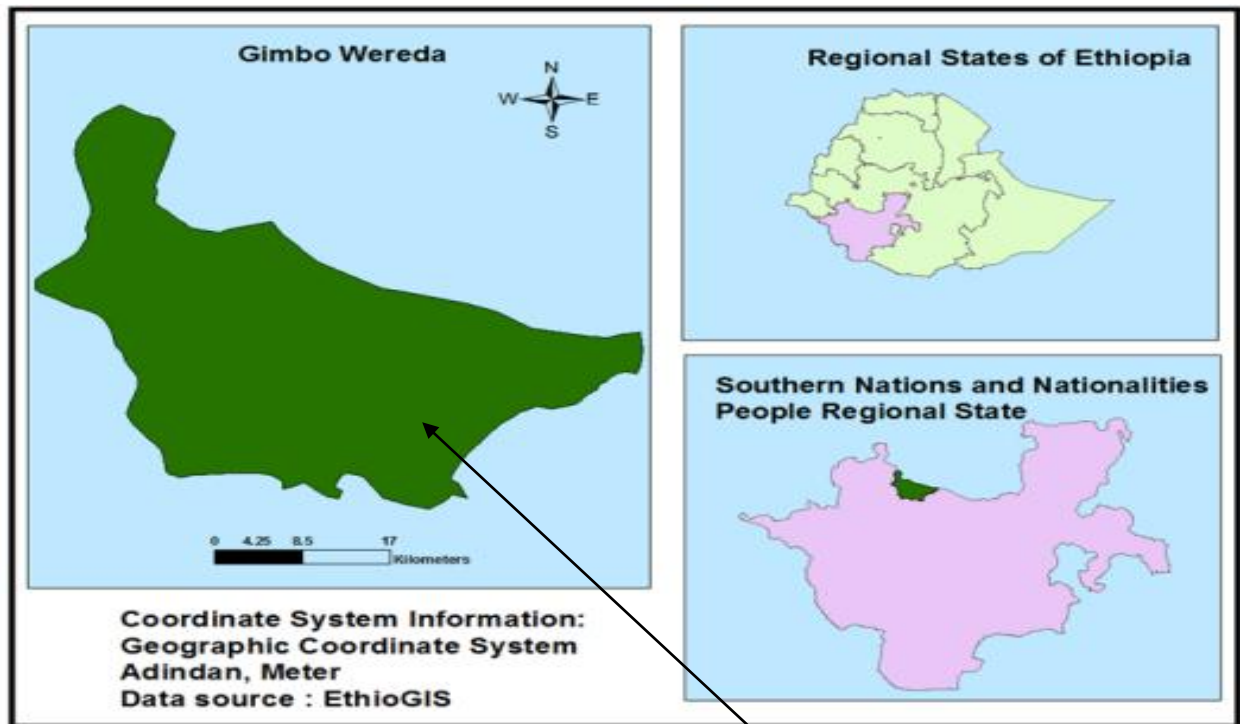 Gimbo Wereda
N
W E
S
0 4.25 8.5 17
Kilometers
Coordinate System Information:
Geographic Coordinate System
Adindan, Meter
Data source : EthioGIS
Regional States of Ethiopia
Southern Nations and Nationalities
People Regional State